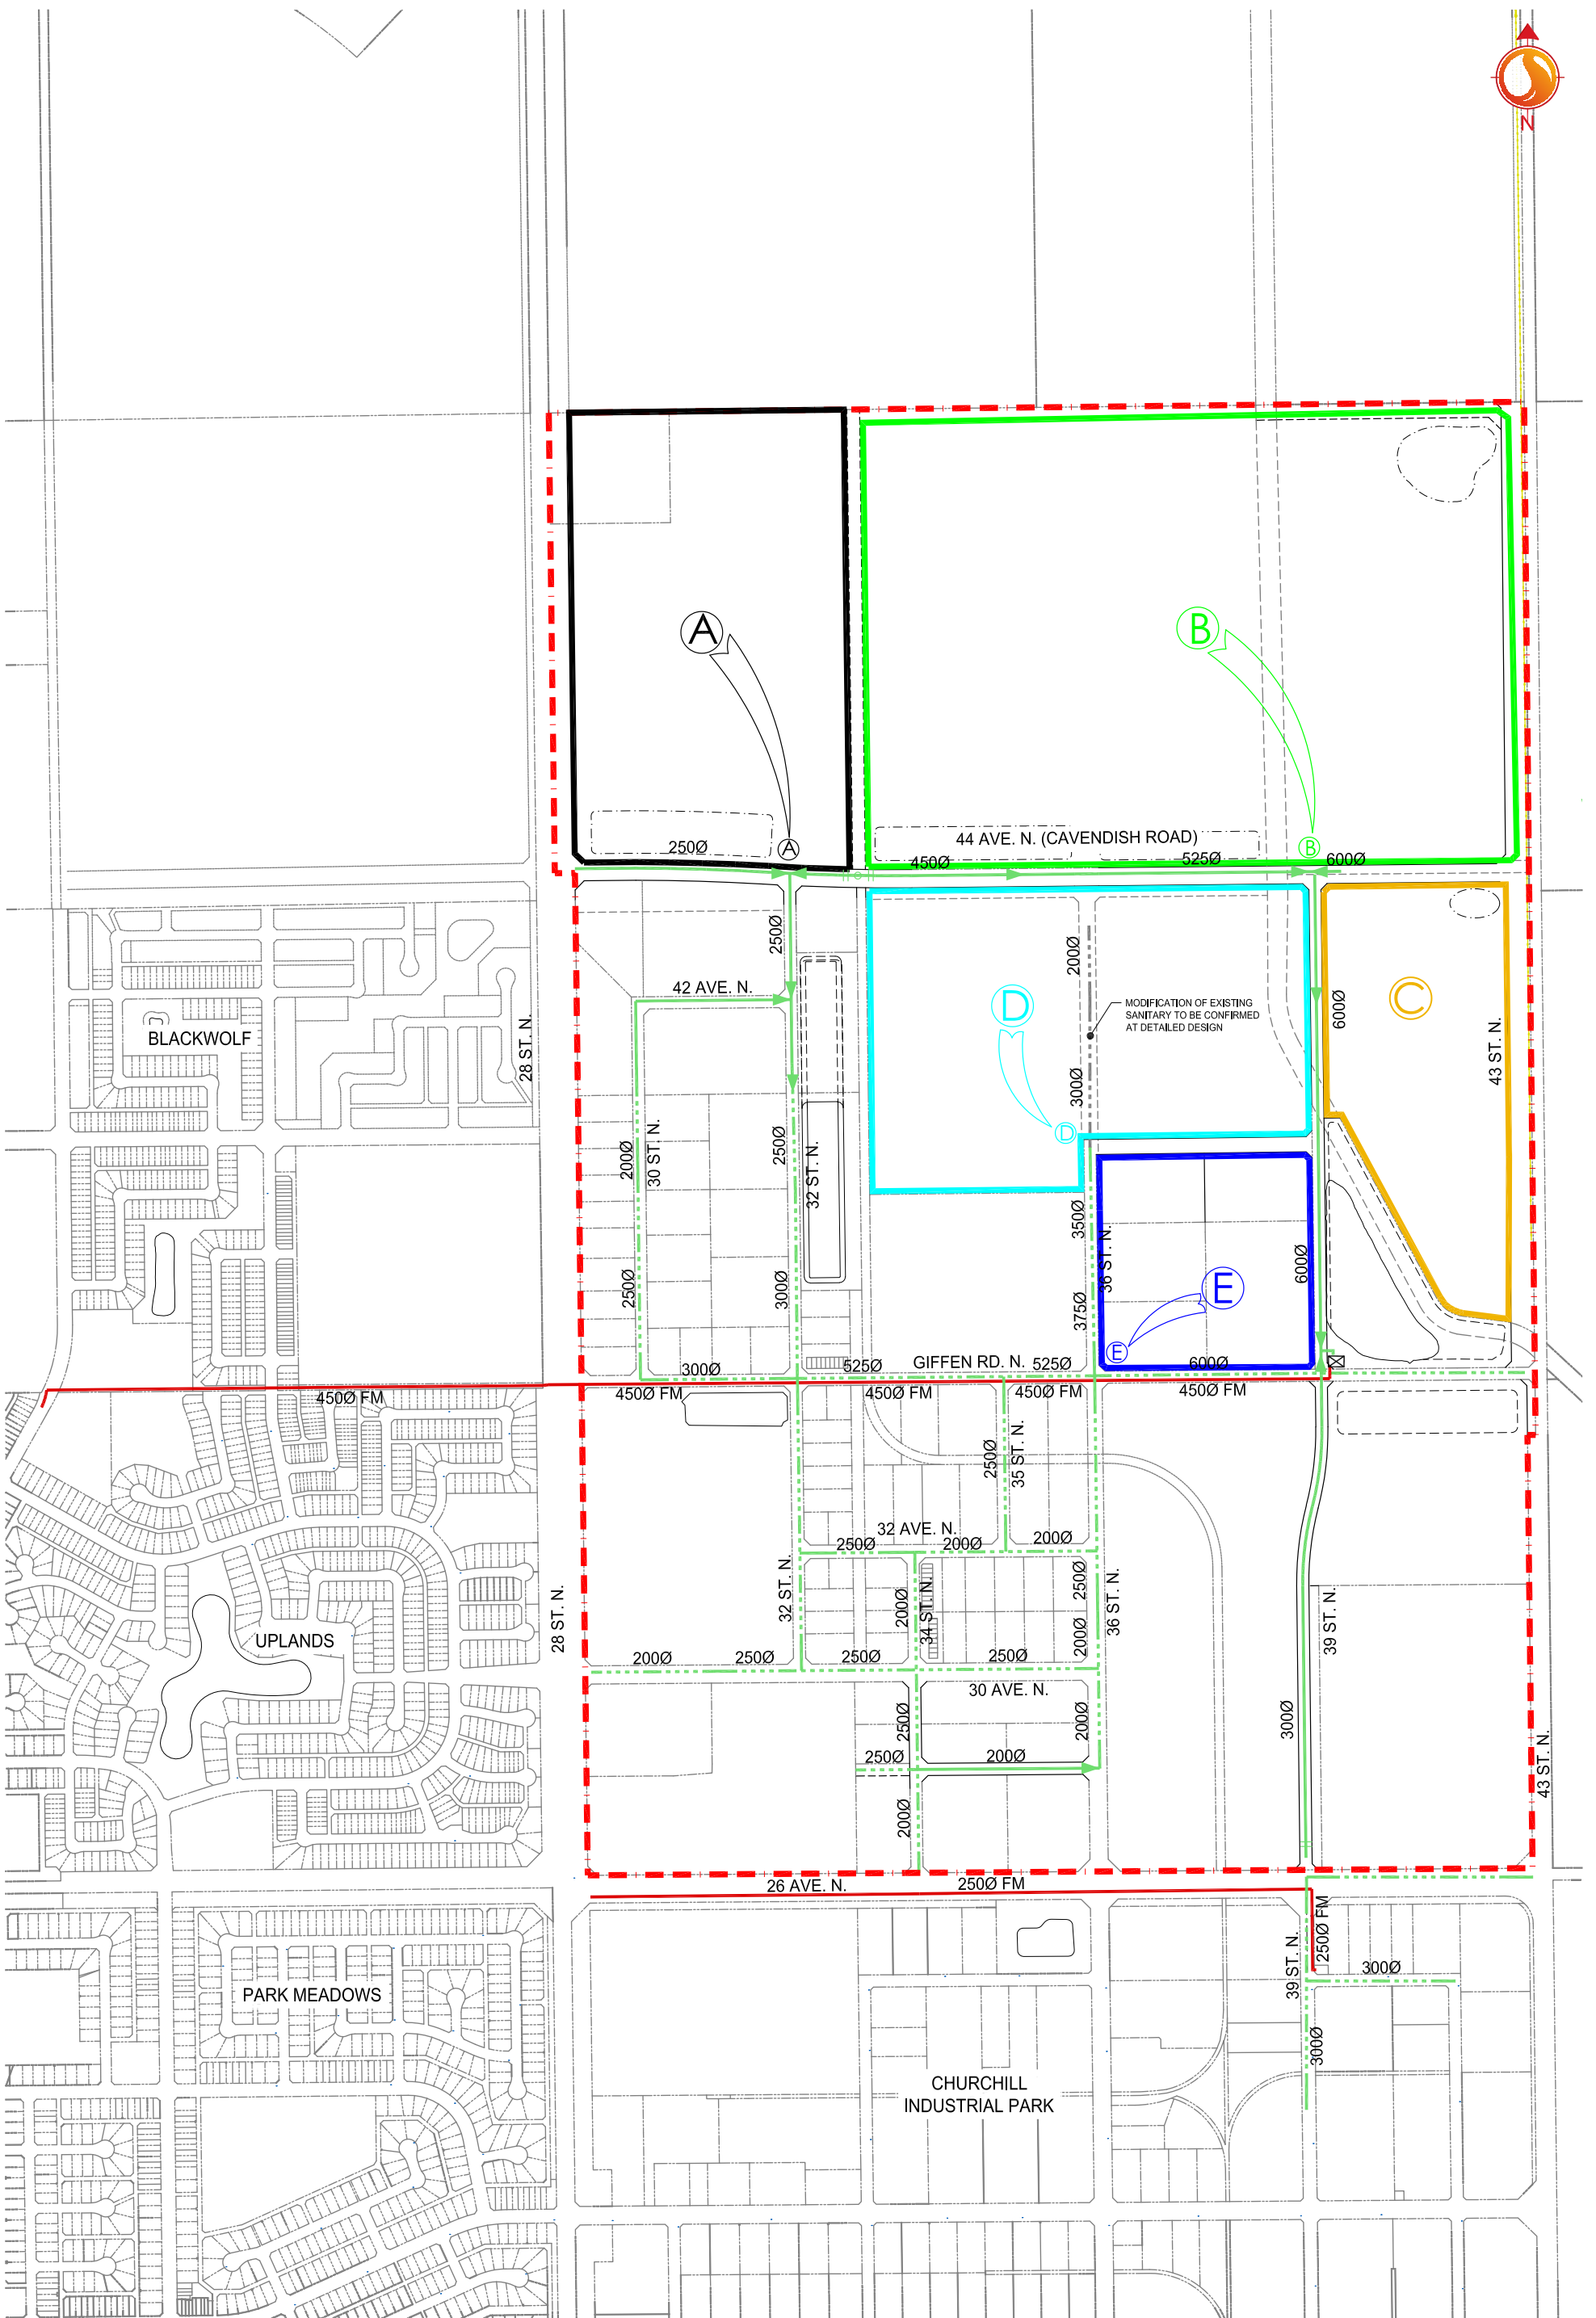 N
A
B
44 AVE. N. (CAVENDISH ROAD)
250Ø
A
450Ø
525Ø
B
600Ø
250Ø
200Ø
42 AVE. N.
D
MODIFICATION OF EXISTING
SANITARY TO BE CONFIRMED
AT DETAILED DESIGN
600Ø
C
BLACKWOLF
28 ST. N.
43 ST. N.
300Ø
D
200Ø
30 ST. N.
250Ø
32 ST. N.
350Ø
36 ST. N.
250Ø
300Ø
375Ø
E
600Ø
E
300Ø
525Ø
GIFFEN RD. N.
525Ø
600Ø
450Ø FM
450Ø FM
450Ø FM
450Ø FM
450Ø FM
250Ø
35 ST. N.
32 AVE. N.
250Ø
200Ø
200Ø
28 ST. N.
32 ST. N.
200Ø
34 ST. N.
250Ø
200Ø
36 ST. N.
39 ST. N.
UPLANDS
200Ø
250Ø
250Ø
250Ø
30 AVE. N.
250Ø
200Ø
300Ø
250Ø
200Ø
43 ST. N.
200Ø
26 AVE. N.
250Ø FM
250Ø FM
39 ST. N.
300Ø
PARK MEADOWS
300Ø
CHURCHILL
INDUSTRIAL PARK